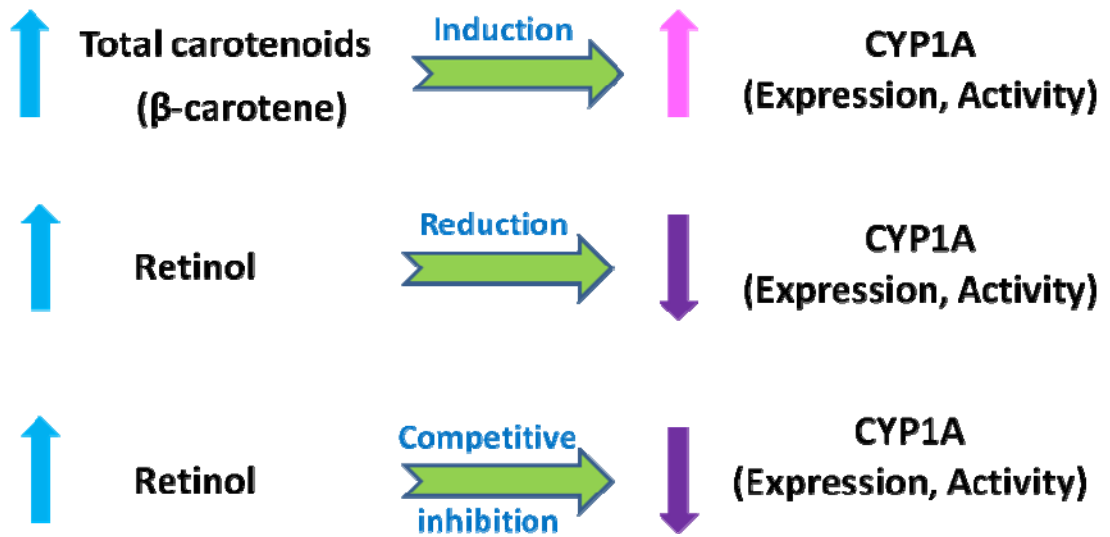 Total carotenoids
(β-carotene)
Induction
CYP1A
(Expression, Activity)
Retinol
Reduction
CYP1A
(Expression, Activity)
Retinol
Competitive
inhibition
CYP1A
(Expression, Activity)